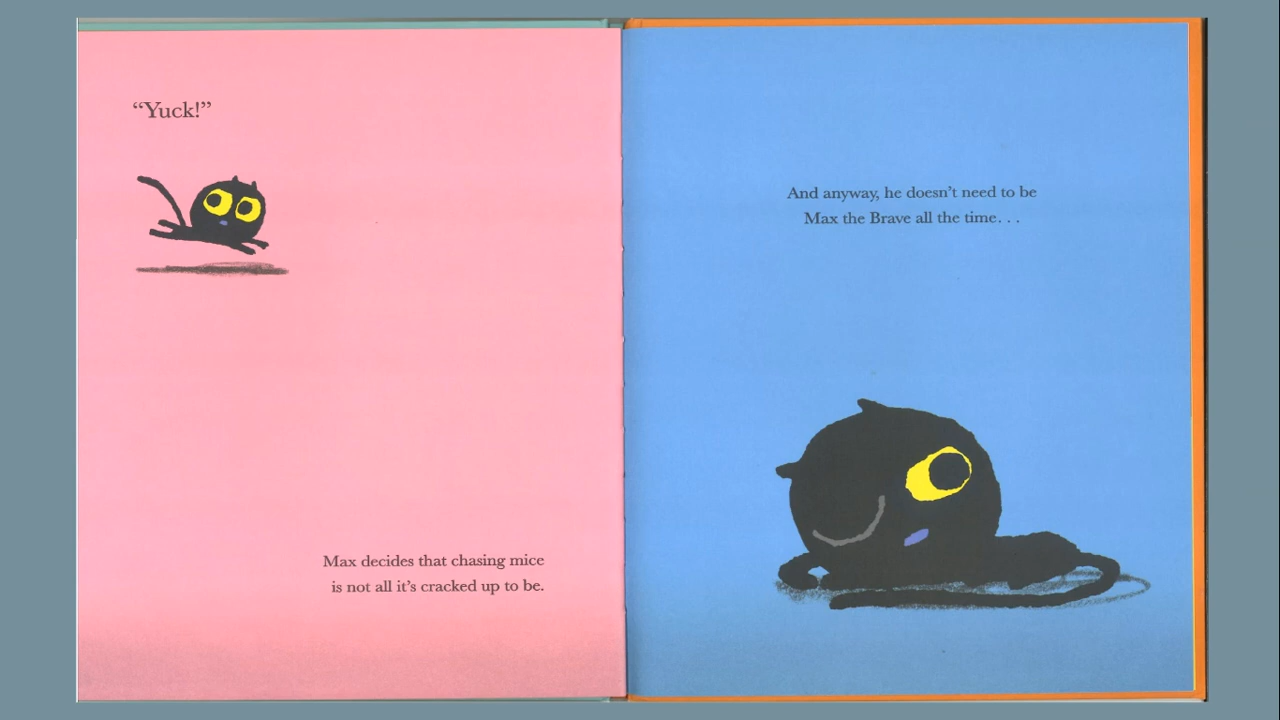 “Yuck!”
Max decides that chasing mice
is not all it’s cracked up to be.
And anyway, he doesn’t need to be
Max the Brave all the time. . .